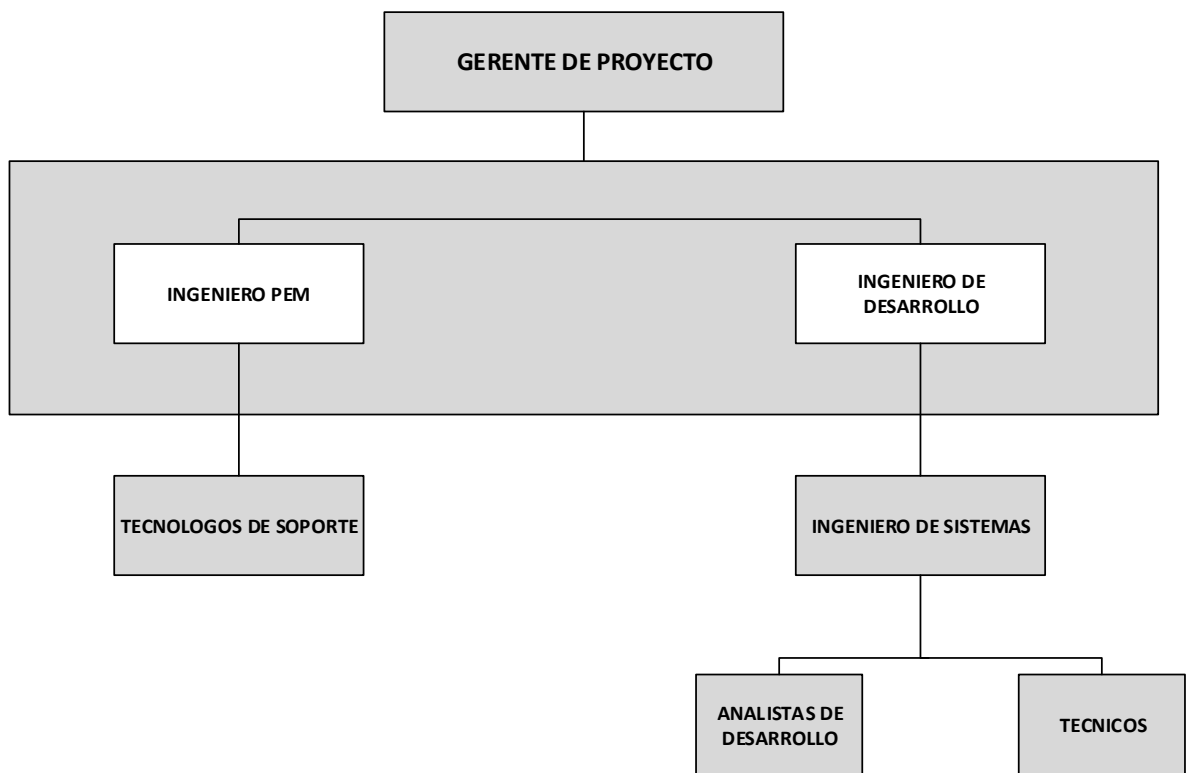 GERENTE DE PROYECTO
INGENIERO PEM
INGENIERO DE
DESARROLLO
TECNOLOGOS DE SOPORTE
INGENIERO DE SISTEMAS
ANALISTAS DE
DESARROLLO
TECNICOS